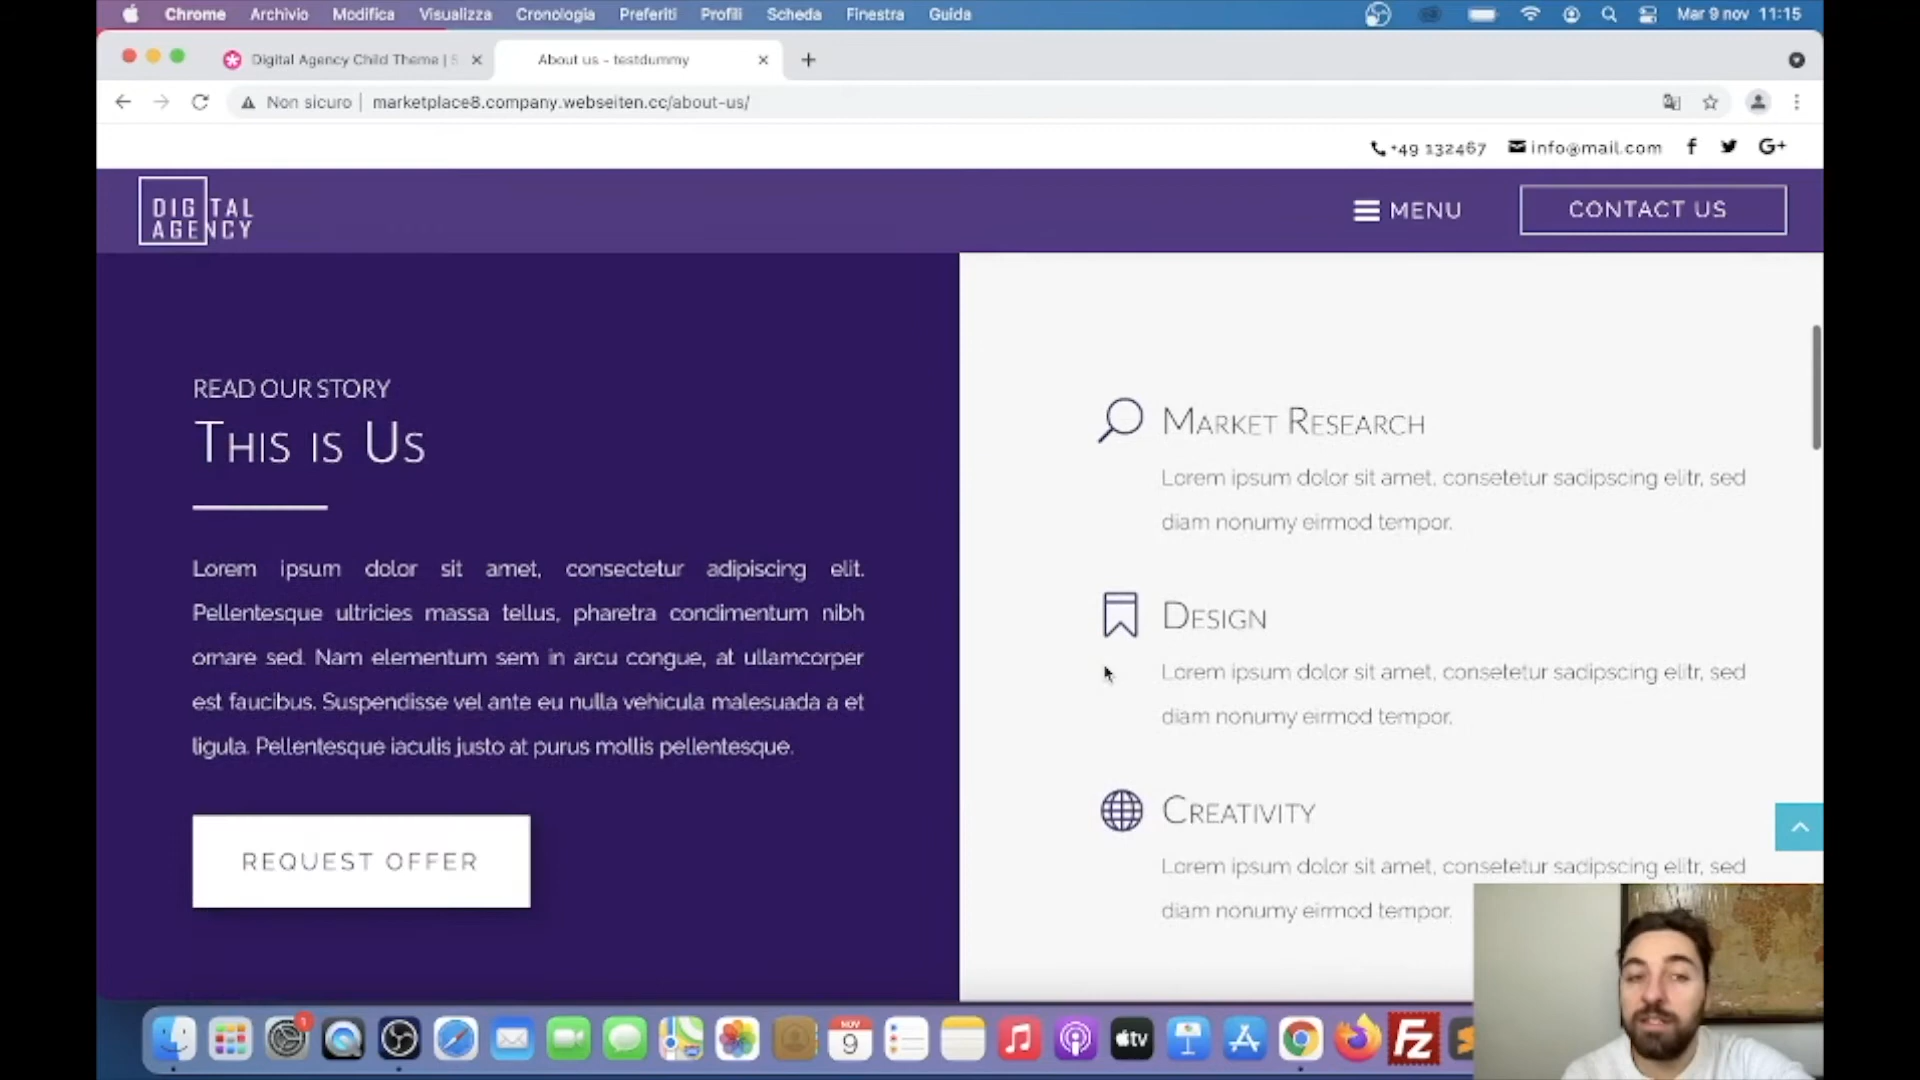 Chrome Archivio Modifica Visualizza Cronologia Preferiti Profili Scheda Finestra Guida Mar 9 nov 11:15
Digital Agency Child Theme |
About us - testdummy
Non sicuro | marketplace8.company.webseiten.cc/about-us/
+49 132467 info@mail.com f G+
DIGITAL
AGENCY
MENU
CONTACT US
READ OUR STORY
This is Us
Lorem ipsum dolor sit amet, consectetur adipiscing elit.
Pellentesque ultricies massa tellus, pharetra condimentum nibh
ornare sed. Nam elementum sem in arcu congue, at ullamcorper
est faucibus. Suspendisse vel ante eu nulla vehicula malesuada a et
ligula. Pellentesque iaculis justo at purus mollis pellentesque.
REQUEST OFFER
Market Research
Lorem ipsum dolor sit amet, consetetur sadipscing elitr, sed
diam nonumy eirmod tempor.
Design
Lorem ipsum dolor sit amet, consetetur sadipscing elitr, sed
diam nonumy eirmod tempor.
Creativity
Lorem ipsum dolor sit amet, consetetur sadipscing elitr, sed
diam nonumy eirmod tempor.
1
NOV
9
tv
Fz